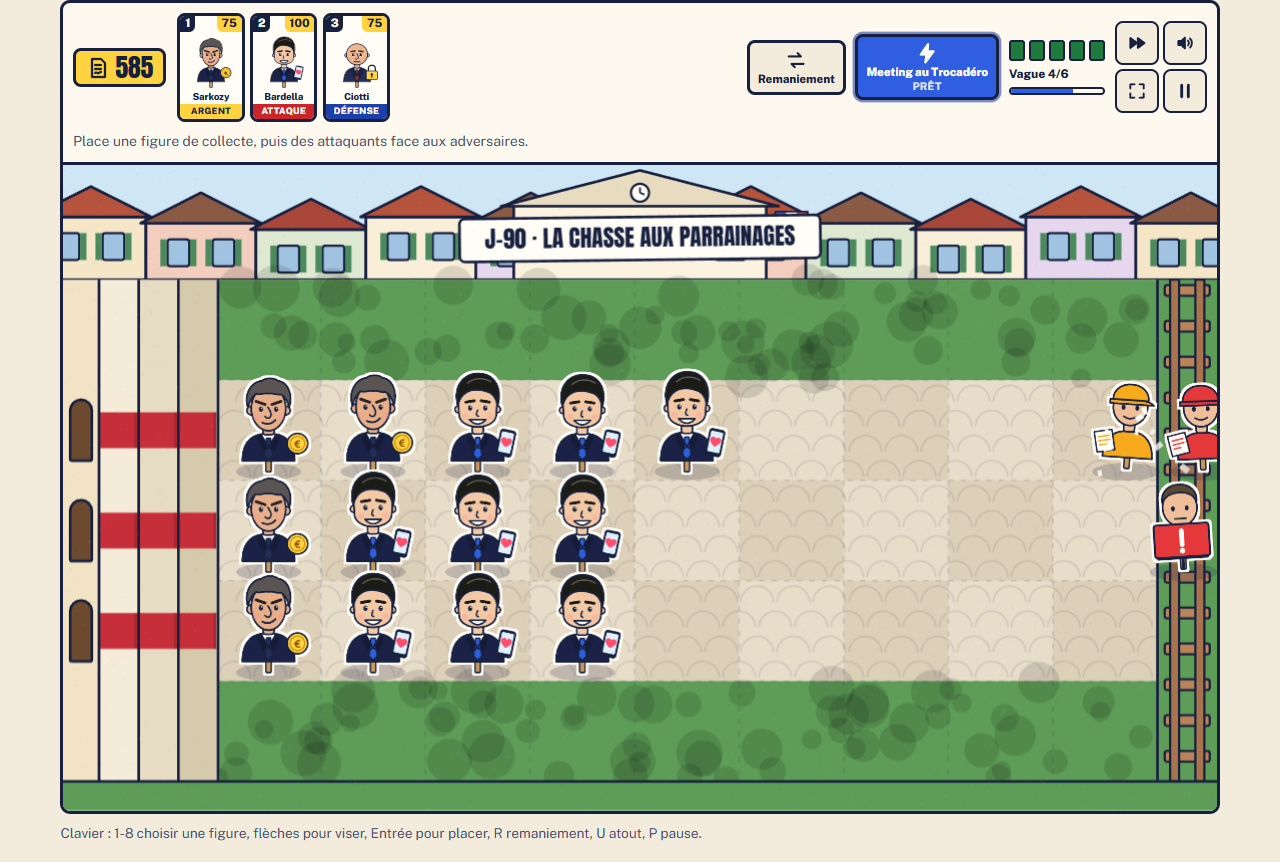 585
1 75
Sarkozy
ARGENT
2 100
Bardella
ATTAQUE
3 75
Ciotti
DÉFENSE
Remaniement
Meeting au Trocadéro
PRÊT
Vague 4/6
Place une figure de collecte, puis des attaquants face aux adversaires.
J-90 · LA CHASSE AUX PARRAINAGES
€
€
€
€
!
Clavier : 1-8 choisir une figure, flèches pour viser, Entrée pour placer, R remaniement, U atout, P pause.